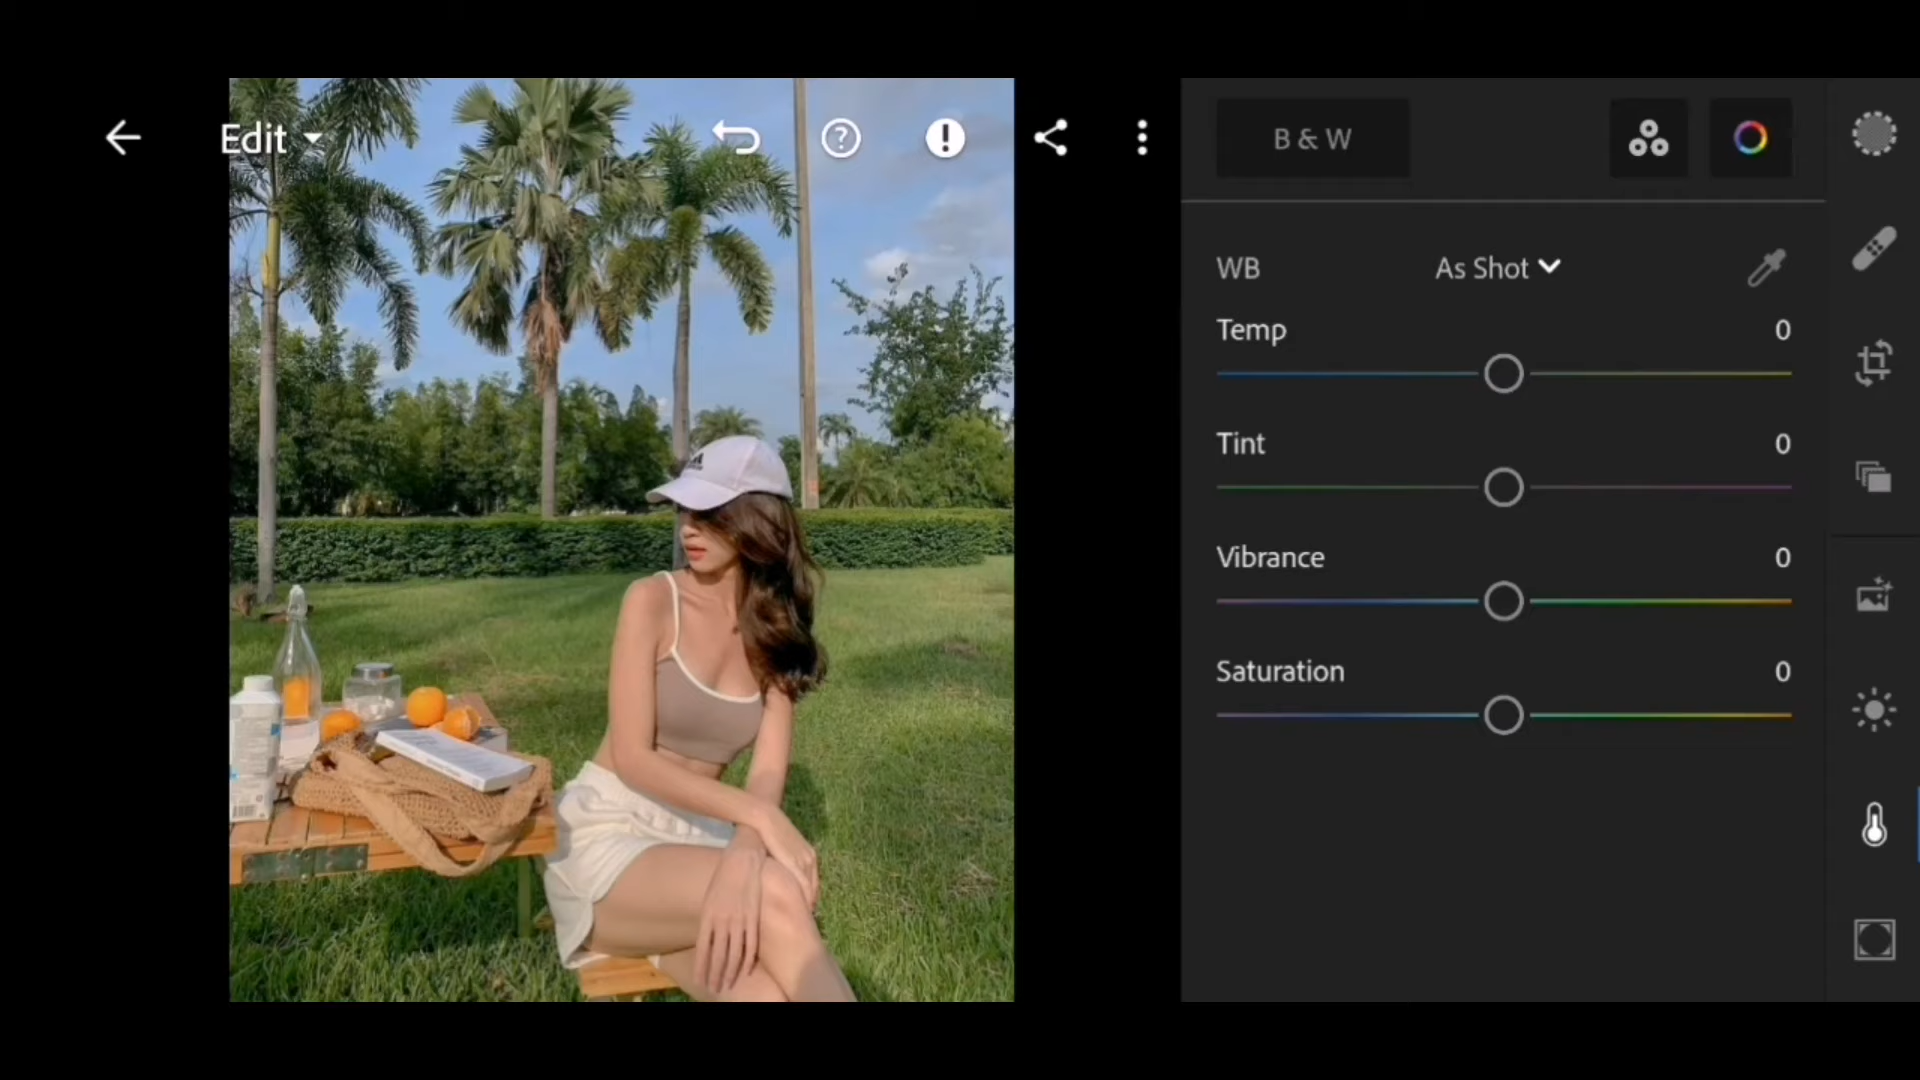 Edit
B & W
WB As Shot
Temp 0
Tint 0
Vibrance 0
Saturation 0